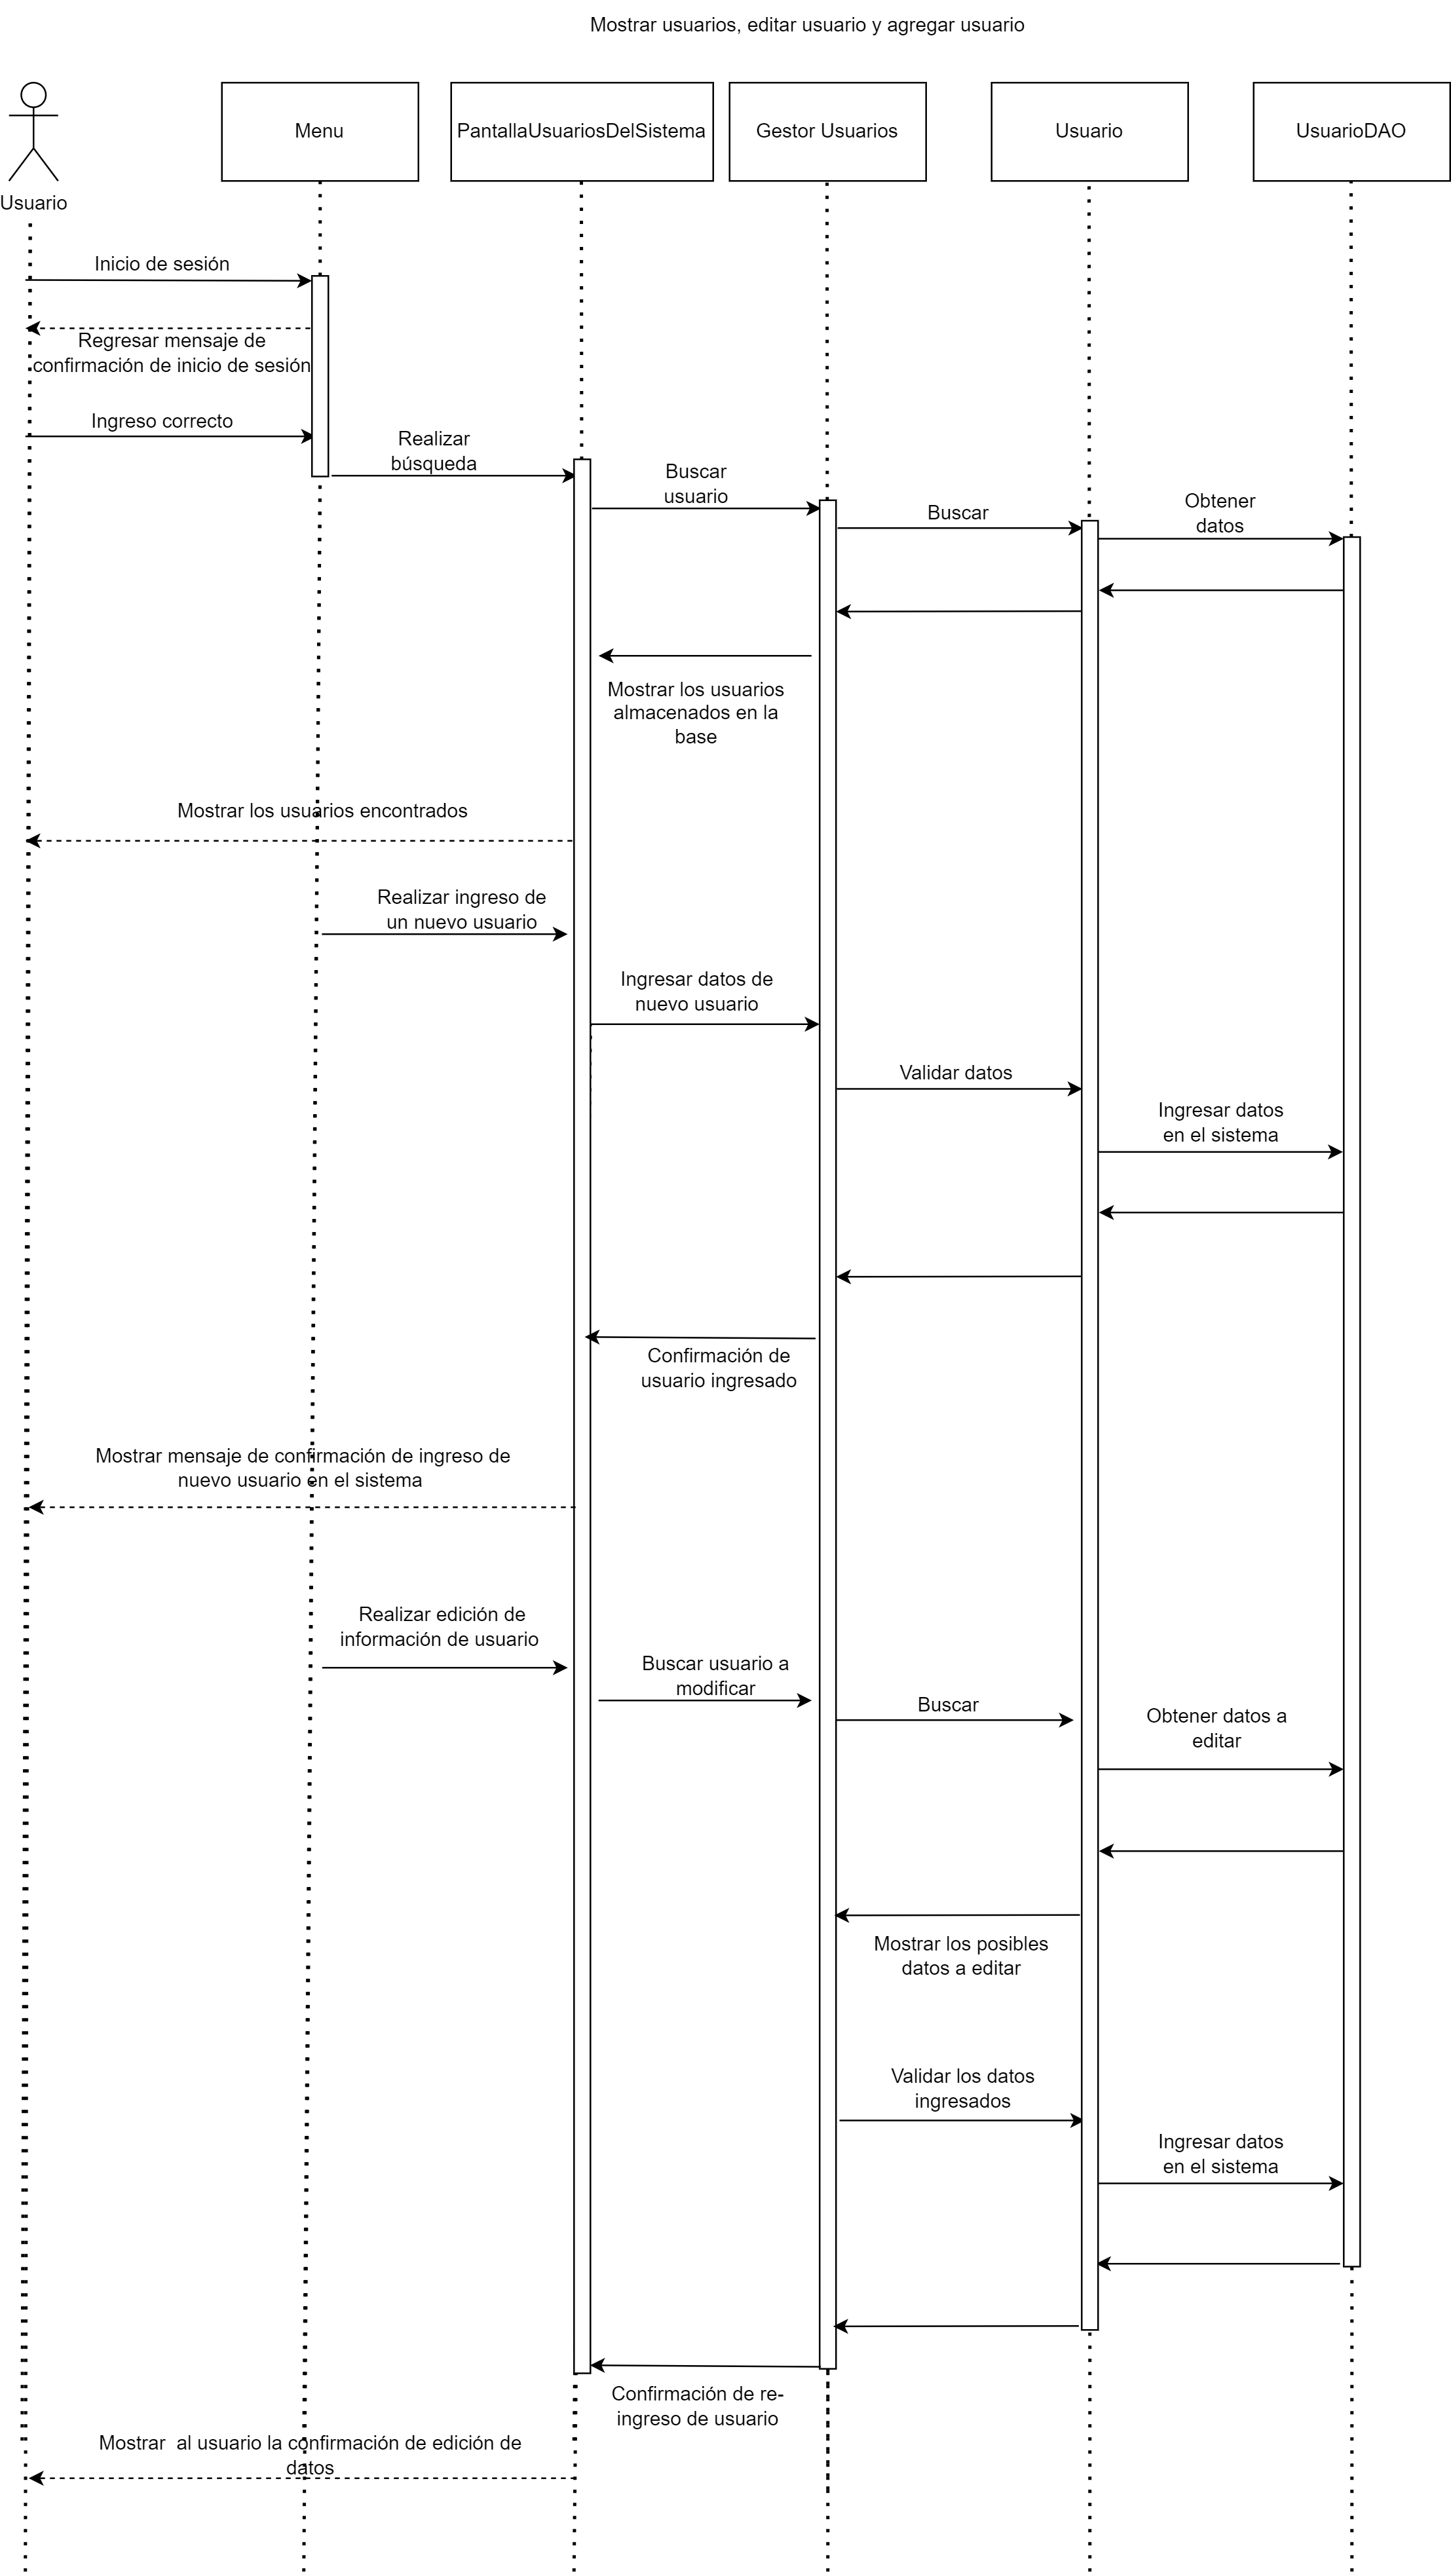 Mostrar usuarios, editar usuario y agregar usuario
Usuario
Menu
PantallaUsuariosDelSistema
Gestor Usuarios
Usuario
UsuarioDAO
Inicio de sesión
Regresar mensaje de
confirmación de inicio de sesión
Ingreso correcto
Realizar
búsqueda
Buscar
usuario
Buscar
Obtener
datos
Mostrar los usuarios
almacenados en la
base
Mostrar los usuarios encontrados
Realizar ingreso de
un nuevo usuario
Ingresar datos de
nuevo usuario
Validar datos
Ingresar datos
en el sistema
Confirmación de
usuario ingresado
Mostrar mensaje de confirmación de ingreso de
nuevo usuario en el sistema
Realizar edición de
información de usuario
Buscar usuario a
modificar
Buscar
Obtener datos a
editar
Mostrar los posibles
datos a editar
Validar los datos
ingresados
Ingresar datos
en el sistema
Confirmación de re-
ingreso de usuario
Mostrar  al usuario la confirmación de edición de
datos